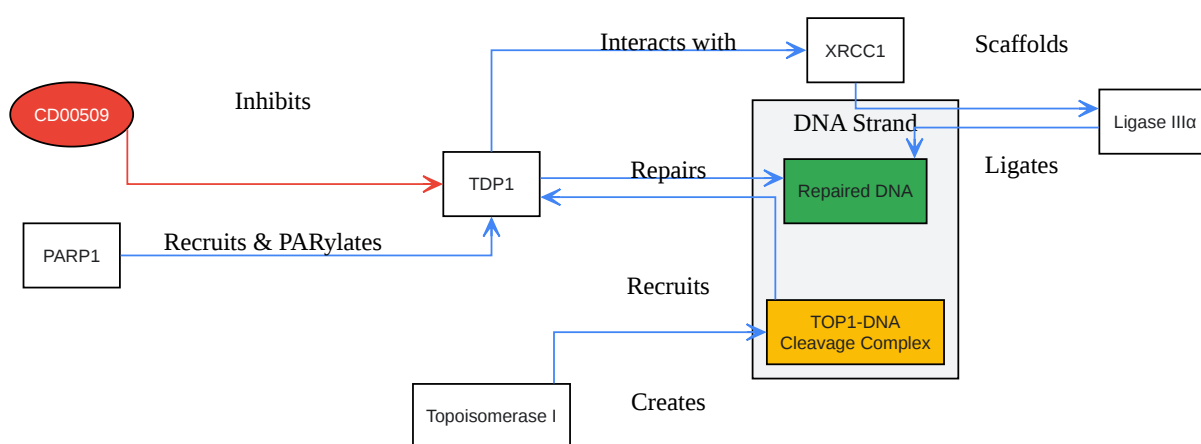 Interacts with
XRCC1
Scaffolds
Inhibits
CD00509
Ligase IIIα
DNA Strand
TDP1
Repairs
Ligates
Repaired DNA
PARP1
Recruits & PARylates
Recruits
TOP1-DNA
Cleavage Complex
Topoisomerase I
Creates